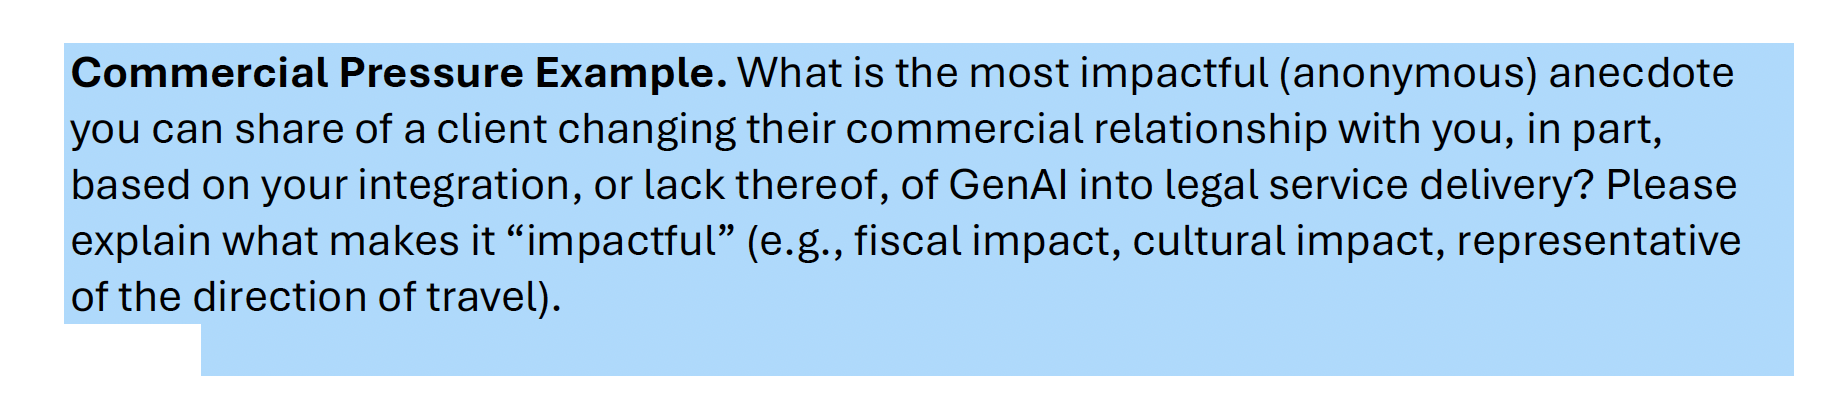 Commercial Pressure Example. What is the most impactful (anonymous) anecdote
you can share of a client changing their commercial relationship with you, in part,
based on your integration, or lack thereof, of GenAI into legal service delivery? Please
explain what makes it “impactful” (e.g., fiscal impact, cultural impact, representative
of the direction of travel).